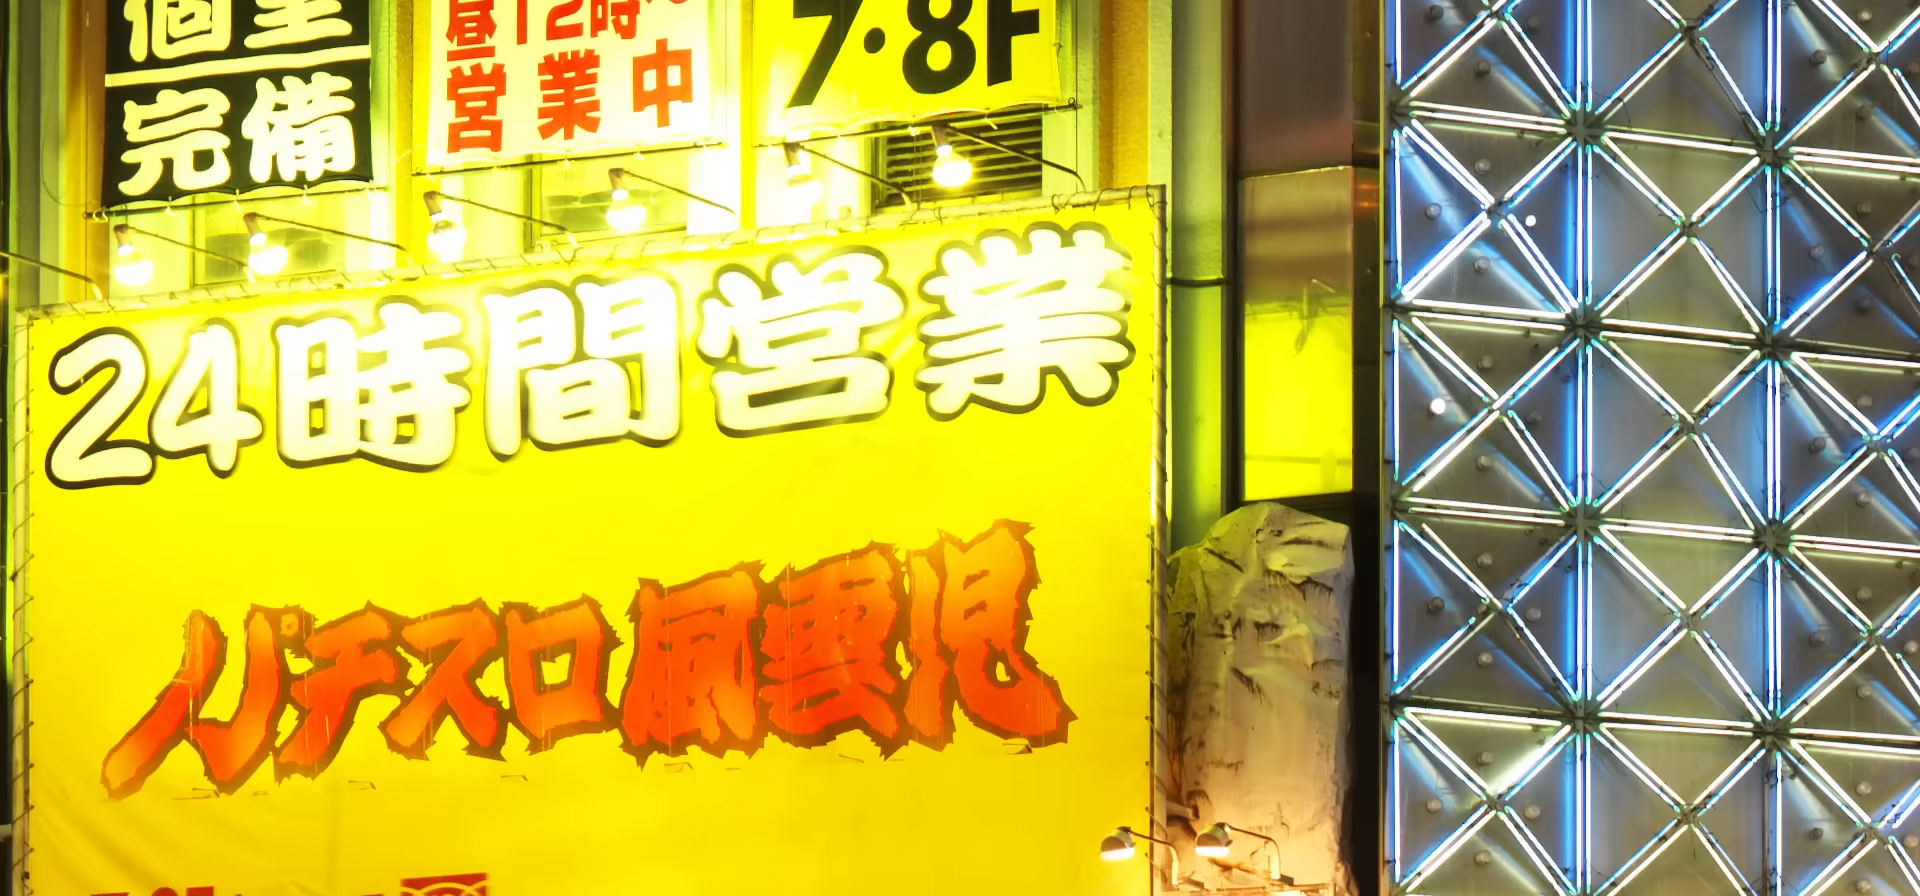 個室
完備
昼12時~
営業中
7・8F
24時間営業
パチスロ風雲児